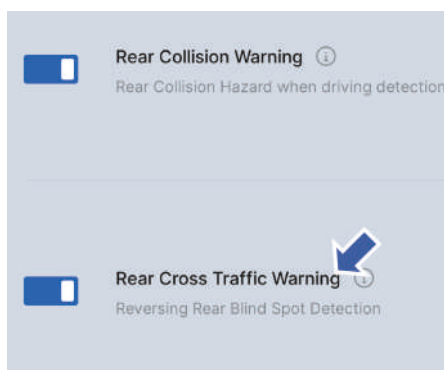 Rear Collision Warning
Rear Collision Hazard when driving detection
Rear Cross Traffic Warning
Reversing Rear Blind Spot Detection